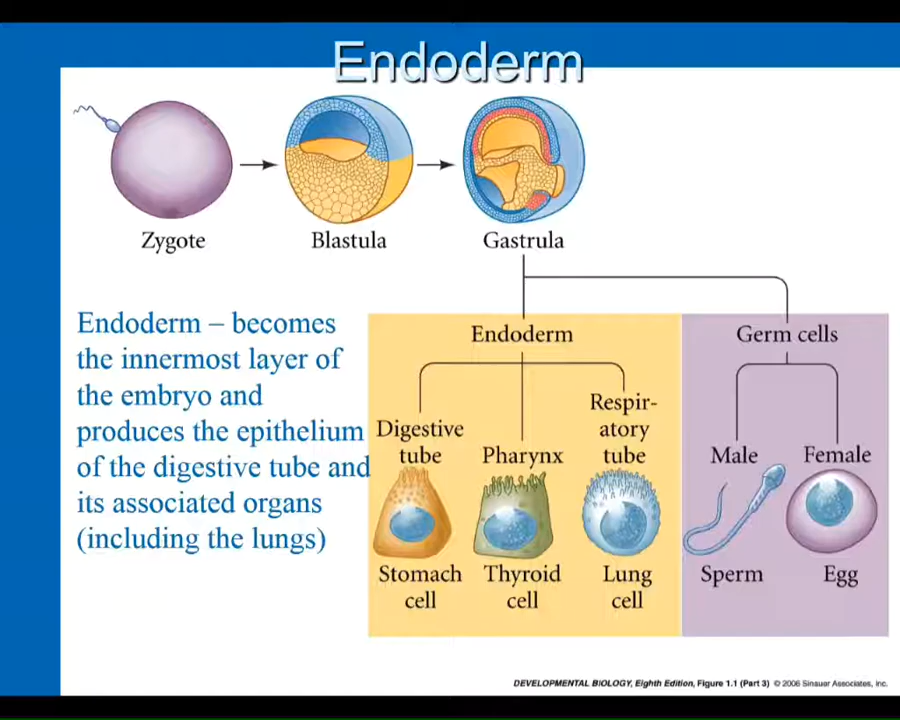 Endoderm
Zygote
Blastula
Gastrula
Endoderm – becomes
the innermost layer of
the embryo and
produces the epithelium
of the digestive tube and
its associated organs
(including the lungs)
Endoderm
Digestive
tube
Pharynx
Respir-
atory
tube
Stomach
cell
Thyroid
cell
Lung
cell
Germ cells
Male
Female
Sperm
Egg
DEVELOPMENTAL BIOLOGY, Eighth Edition, Figure 1.1 (Part 3) © 2006 Sinauer Associates, Inc.